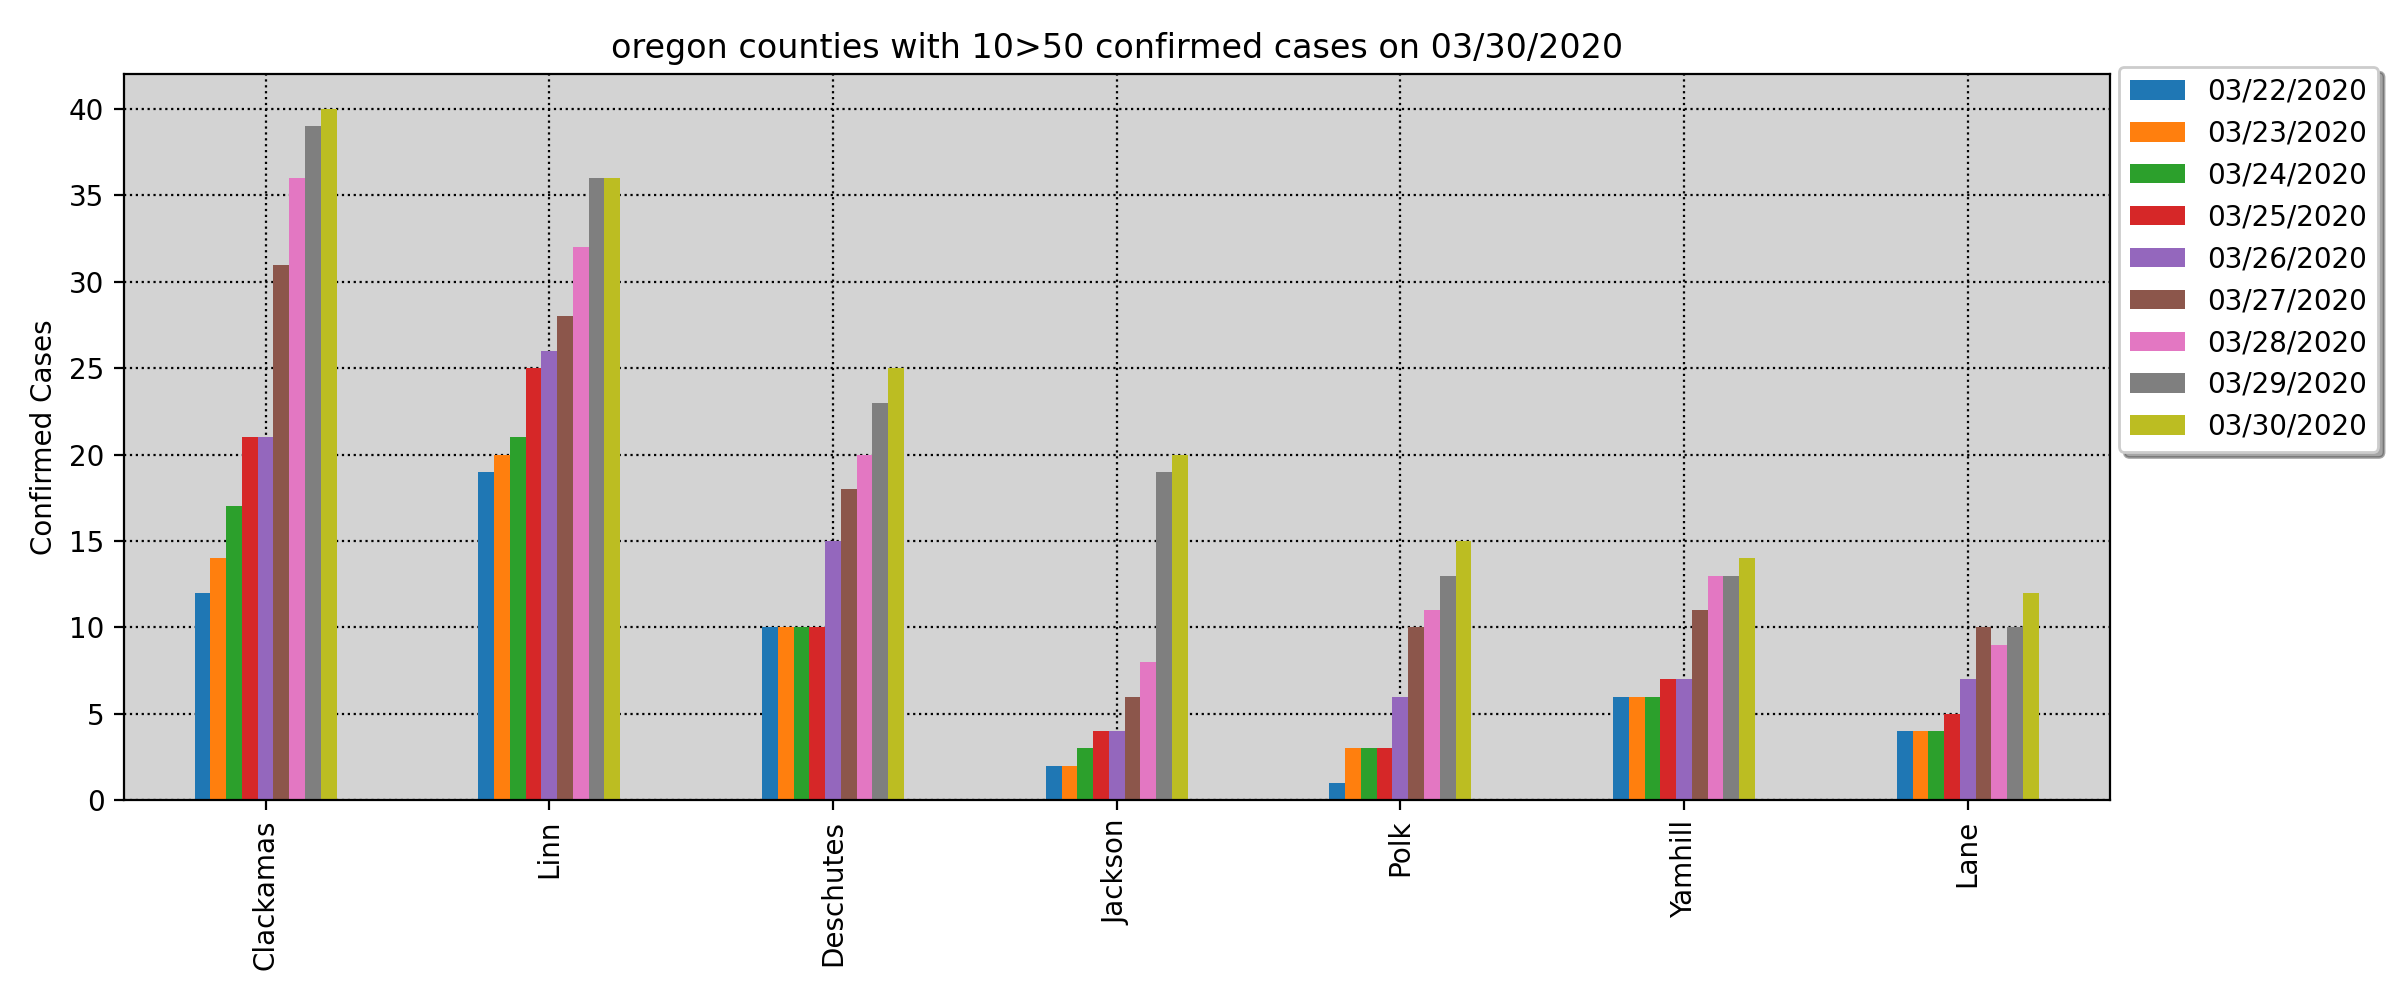 oregon counties with 10>50 confirmed cases on 03/30/2020
Confirmed Cases
40
35
30
25
20
15
10
5
0
Clackamas
Linn
Deschutes
Jackson
Polk
Yamhill
Lane
03/22/2020
03/23/2020
03/24/2020
03/25/2020
03/26/2020
03/27/2020
03/28/2020
03/29/2020
03/30/2020